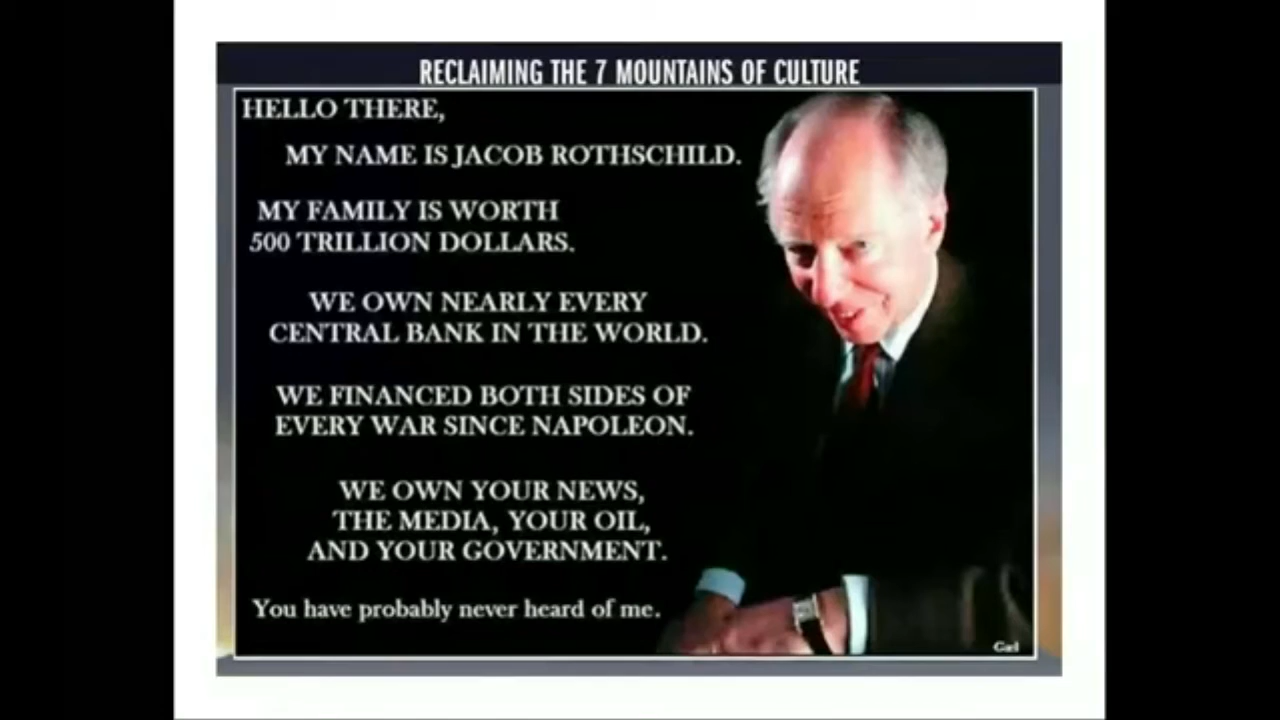 RECLAIMING THE 7 MOUNTAINS OF CULTURE
HELLO THERE,
MY NAME IS JACOB ROTHSCHILD.
MY FAMILY IS WORTH
500 TRILLION DOLLARS.
WE OWN NEARLY EVERY
CENTRAL BANK IN THE WORLD.
WE FINANCED BOTH SIDES OF
EVERY WAR SINCE NAPOLEON.
WE OWN YOUR NEWS,
THE MEDIA, YOUR OIL,
AND YOUR GOVERNMENT.
You have probably never heard of me.